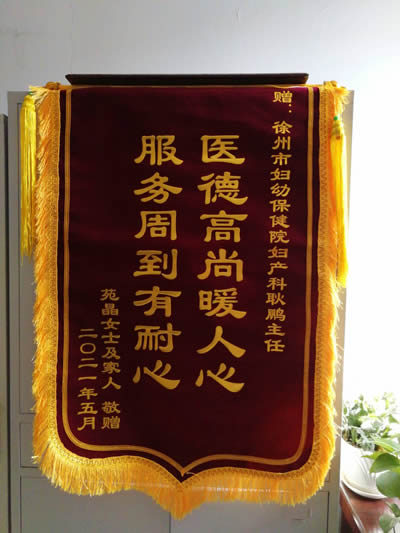 赠：徐州市妇幼保健院妇产科耿鹏主任
医德高尚暖人心
服务周到有耐心
苑晶女士及家人 敬赠
二〇二一年五月